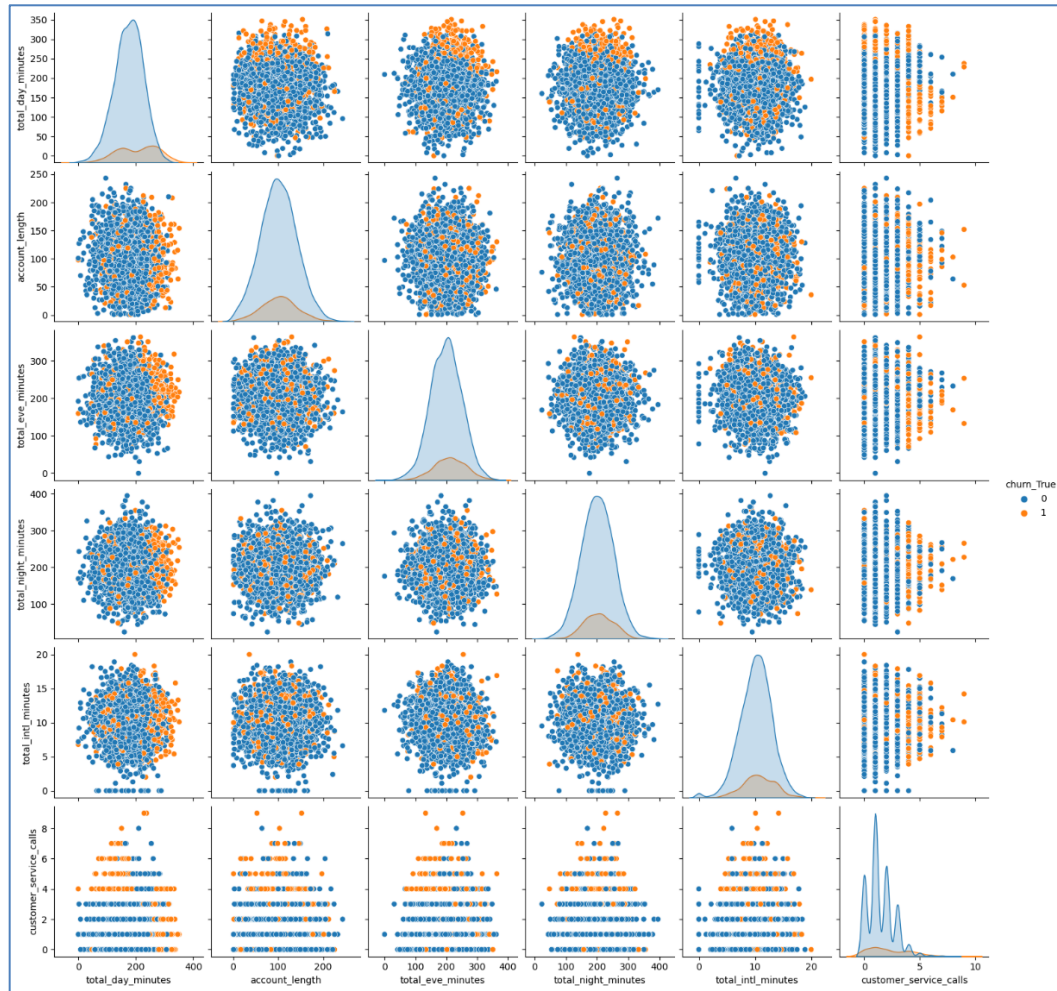 total_day_minutes
350
300
250
200
150
100
50
0
0
200
400
account_length
250
200
150
100
50
0
total_eve_minutes
300
200
100
0
total_night_minutes
400
300
200
100
total_intl_minutes
20
15
10
5
0
customer_service_calls
8
6
4
2
0
0 200 400
total_day_minutes
0 100 200
account_length
0 100 200 300 400
total_eve_minutes
0 200 400
total_night_minutes
0 10 20
total_intl_minutes
0 5 10
customer_service_calls
churn_True
0
1